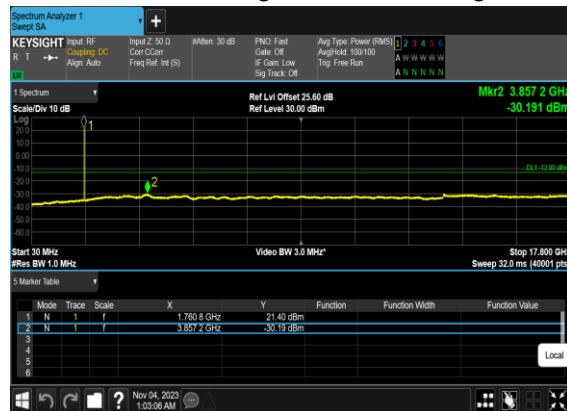 Spectrum Analyzer 1
Swept SA
+
KEYSIGHT Input: RF Input Z: 50 Ω #Atten: 30 dB PNO: Fast Avg Type: Power (RMS) 1 2 3 4 5 6
R T Coupling: DC Corr CCorr Gate: Off Avg|Hold: 100/100 A W W W W W
Align: Auto Freq Ref: Int (S) IF Gain: Low Trig: Free Run
Sig Track: Off A N N N N N
1 Spectrum
Scale/Div 10 dB Ref Lvl Offset 25.60 dB Mkr2 3.857 2 GHz
Ref Level 30.00 dBm -30.191 dBm
Log
20.0
10.0
0.00
-10.0
-20.0
-30.0
-40.0
-50.0
-60.0
1
2
DL1 -13.00 dBm
Start 30 MHz Video BW 3.0 MHz* Stop 17.800 GHz
#Res BW 1.0 MHz Sweep 32.0 ms (40001 pts)
5 Marker Table
Mode Trace Scale X Y Function Function Width Function Value
1 N 1 f 1.760 8 GHz 21.40 dBm
2 N 1 f 3.857 2 GHz -30.19 dBm
3
4
5
6
Local
? Nov 04, 2023
1:03:06 AM